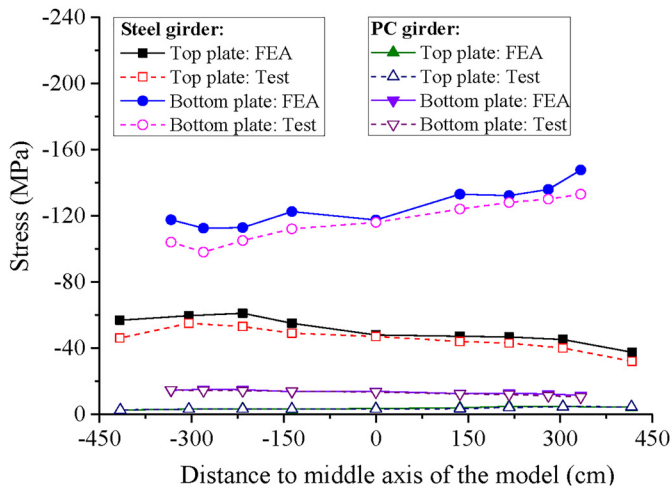 -240
-200
-160
-120
-80
-40
0
Stress (MPa)
Steel girder:
Top plate: FEA
Top plate: Test
Bottom plate: FEA
Bottom plate: Test
PC girder:
Top plate: FEA
Top plate: Test
Bottom plate: FEA
Bottom plate: Test
-450 -300 -150 0 150 300 450
Distance to middle axis of the model (cm)